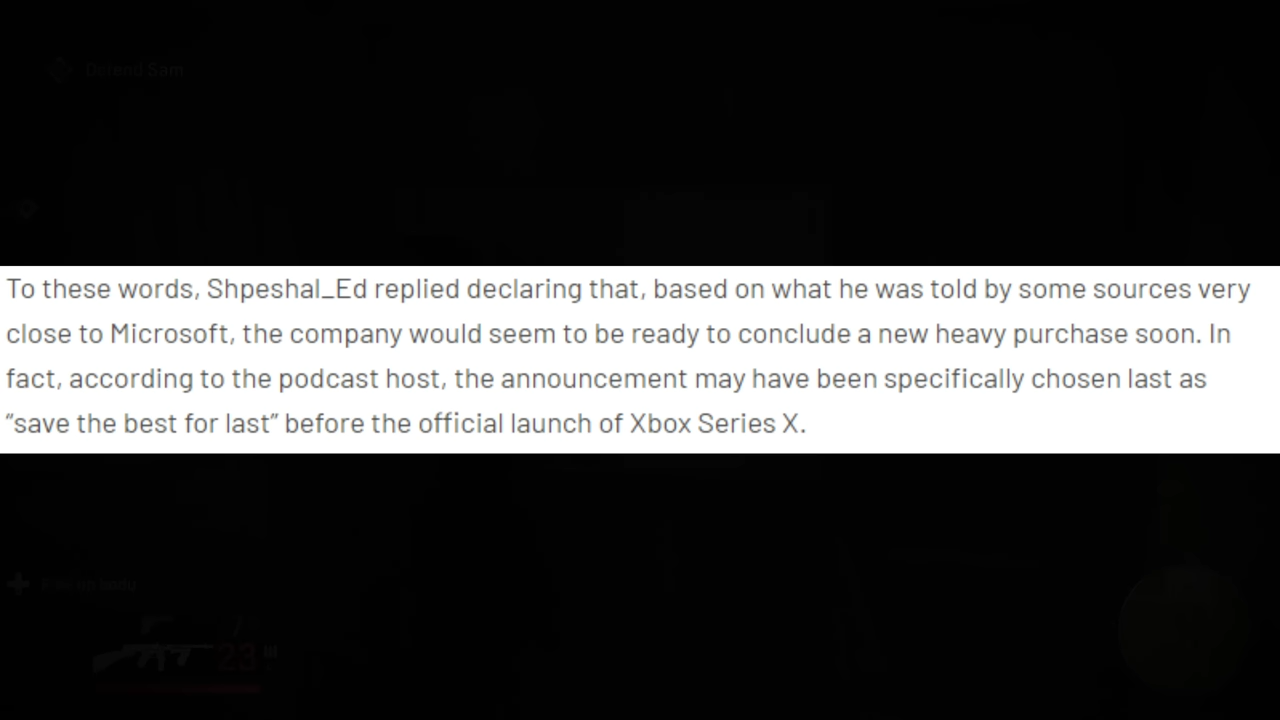 Defend Sam
To these words, Shpeshal_Ed replied declaring that, based on what he was told by some sources very
close to Microsoft, the company would seem to be ready to conclude a new heavy purchase soon. In
fact, according to the podcast host, the announcement may have been specifically chosen last as
“save the best for last” before the official launch of Xbox Series X.
23